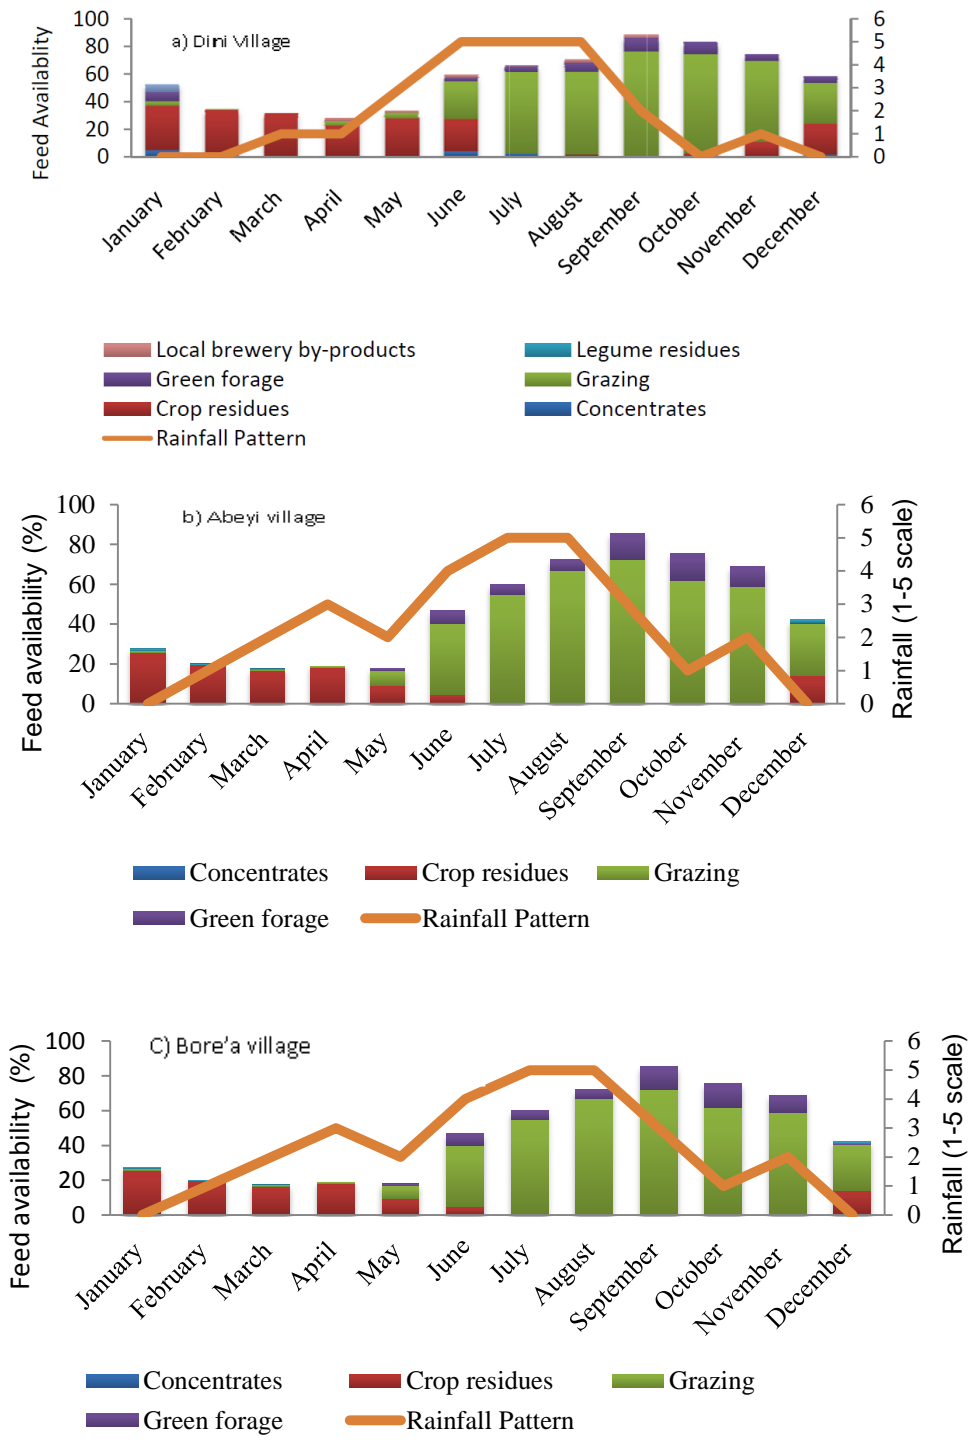 a) Dini Village
Feed Availablity
100
80
60
40
20
0
6
5
4
3
2
1
0
January
February
March
April
May
June
July
August
September
October
November
December
Local brewery by-products
Legume residues
Green forage
Grazing
Crop residues
Concentrates
Rainfall Pattern
b) Abeyi village
Feed availability (%)
100
80
60
40
20
0
6
5
4
3
2
1
0
Rainfall (1-5 scale)
January
February
March
April
May
June
July
August
September
October
November
December
Concentrates
Crop residues
Grazing
Green forage
Rainfall Pattern
C) Bore’a village
Feed availability (%)
100
80
60
40
20
0
6
5
4
3
2
1
0
Rainfall (1-5 scale)
January
February
March
April
May
June
July
August
September
October
November
December
Concentrates
Crop residues
Grazing
Green forage
Rainfall Pattern